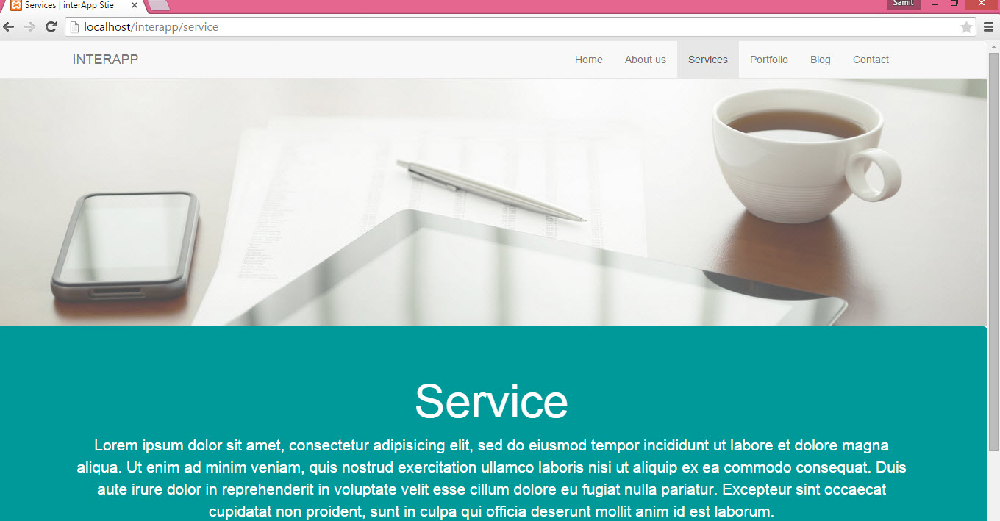 Services | interApp Stie
Samit
localhost/interapp/service
INTERAPP
Home About us Services Portfolio Blog Contact
Service
Lorem ipsum dolor sit amet, consectetur adipisicing elit, sed do eiusmod tempor incididunt ut labore et dolore magna
aliqua. Ut enim ad minim veniam, quis nostrud exercitation ullamco laboris nisi ut aliquip ex ea commodo consequat. Duis
aute irure dolor in reprehenderit in voluptate velit esse cillum dolore eu fugiat nulla pariatur. Excepteur sint occaecat
cupidatat non proident, sunt in culpa qui officia deserunt mollit anim id est laborum.